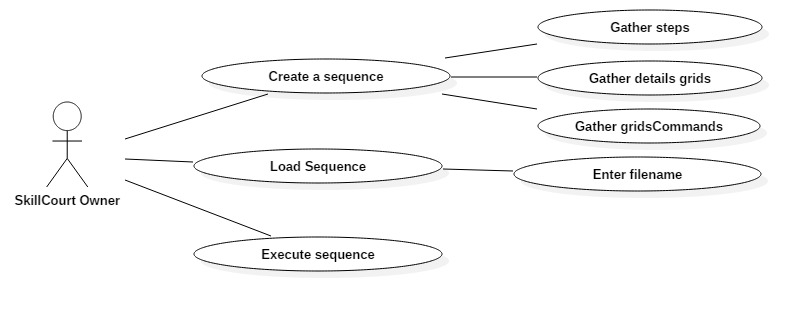 Gather steps
Create a sequence
Gather details grids
Gather gridsCommands
Load Sequence
Enter filename
SkillCourt Owner
Execute sequence